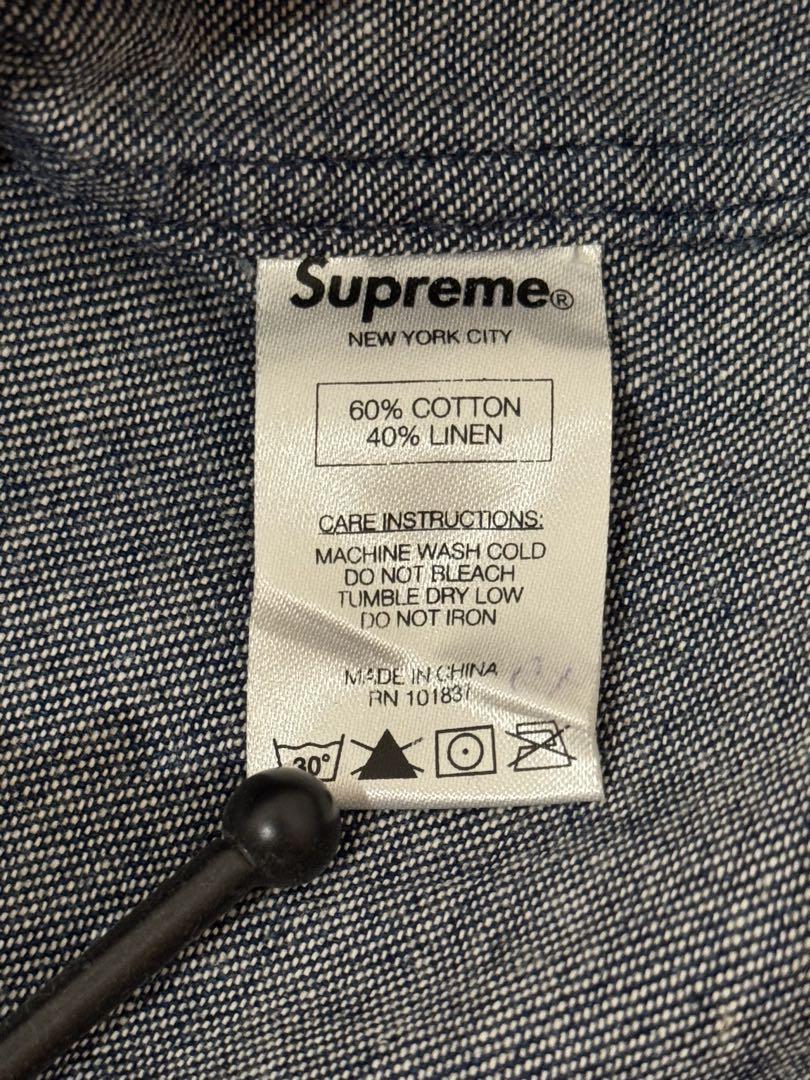 Supreme®
NEW YORK CITY
60% COTTON
40% LINEN
CARE INSTRUCTIONS:
MACHINE WASH COLD
DO NOT BLEACH
TUMBLE DRY LOW
DO NOT IRON
MADE IN CHINA
RN 101837
30°